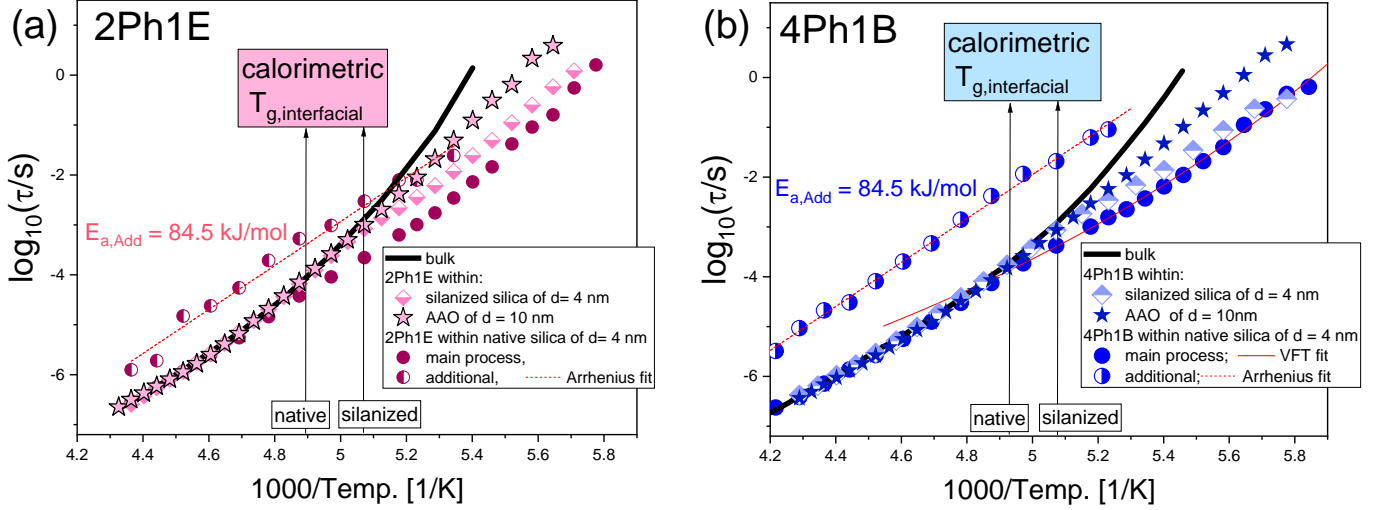 (a)
2Ph1E
calorimetric
T_g,interfacial
E_a,Add = 84.5 kJ/mol
bulk
2Ph1E within:
silanized silica of d= 4 nm
AAO of d = 10 nm
2Ph1E within native silica of d= 4 nm
main process,
additional,
Arrhenius fit
native
silanized
log10(τ/s)
0
-2
-4
-6
4.2 4.4 4.6 4.8 5 5.2 5.4 5.6 5.8
1000/Temp. [1/K]
(b)
4Ph1B
calorimetric
T_g,interfacial
E_a,Add = 84.5 kJ/mol
bulk
4Ph1B wihtin:
silanized silica of d= 4 nm
AAO of d = 10nm
4Ph1B within native silica of d= 4 nm
main process; VFT fit
additional; Arrhenius fit
native
silanized
log10(τ/s)
0
-2
-4
-6
4.2 4.4 4.6 4.8 5.0 5.2 5.4 5.6 5.8
1000/Temp. [1/K]